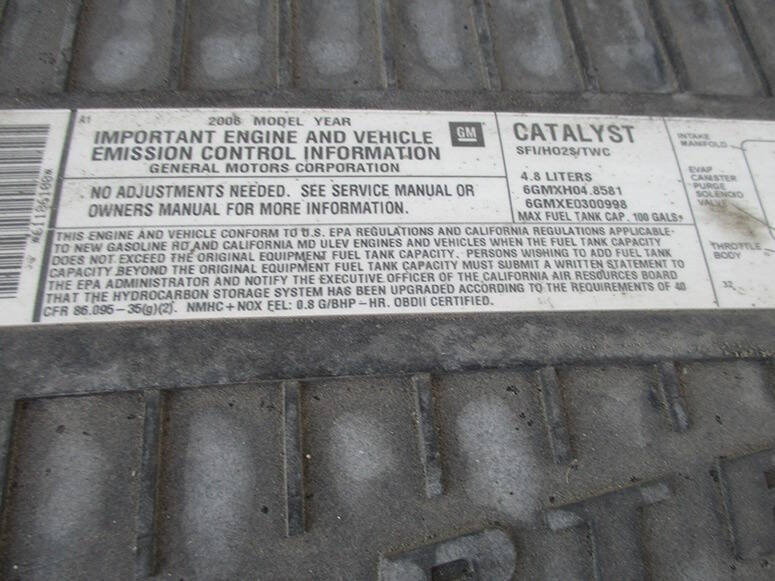 A1
2006 MODEL YEAR
IMPORTANT ENGINE AND VEHICLE
EMISSION CONTROL INFORMATION
GENERAL MOTORS CORPORATION
GM
NO ADJUSTMENTS NEEDED. SEE SERVICE MANUAL OR
OWNERS MANUAL FOR MORE INFORMATION.
CATALYST
SFI/HO2S/TWC
4.8 LITERS
6GMXH04.8581
6GMXE0300998
MAX FUEL TANK CAP. 100 GALS.
THIS ENGINE AND VEHICLE CONFORM TO U.S. EPA REGULATIONS AND CALIFORNIA REGULATIONS APPLICABLE
TO NEW GASOLINE HD AND CALIFORNIA MD ULEV ENGINES AND VEHICLES WHEN THE FUEL TANK CAPACITY
DOES NOT EXCEED THE ORIGINAL EQUIPMENT FUEL TANK CAPACITY. PERSONS WISHING TO ADD FUEL TANK
CAPACITY BEYOND THE ORIGINAL EQUIPMENT FUEL TANK CAPACITY MUST SUBMIT A WRITTEN STATEMENT TO
THE EPA ADMINISTRATOR AND NOTIFY THE EXECUTIVE OFFICER OF THE CALIFORNIA AIR RESOURCES BOARD
THAT THE HYDROCARBON STORAGE SYSTEM HAS BEEN UPGRADED ACCORDING TO THE REQUIREMENTS OF 40
CFR 86.095-35(g)(2). NMHC+NOX FEL: 0.8 G/BHP-HR. OBDII CERTIFIED.
INTAKE
MANIFOLD
EVAP
CANISTER
PURGE
SOLENOID
VALVE
THROTTLE
BODY
32